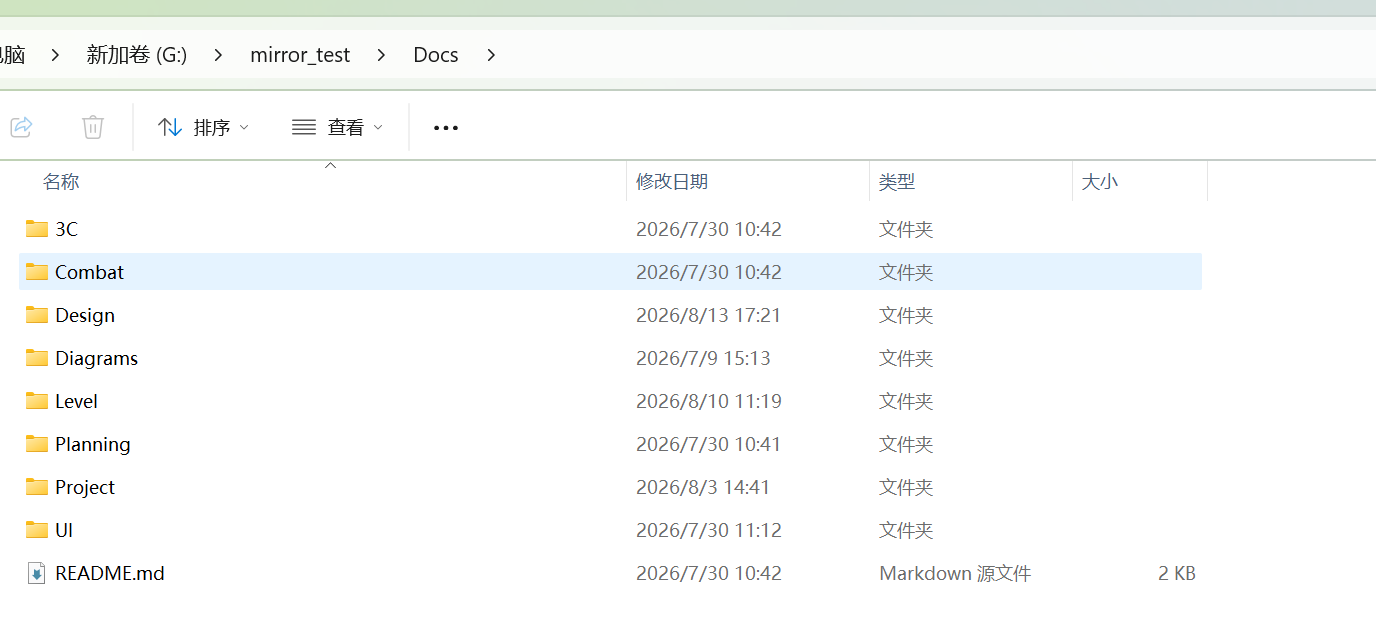 脑 > 新加卷 (G:) > mirror_test > Docs >
排序 查看 •••
名称 修改日期 类型 大小
3C 2026/7/30 10:42 文件夹
Combat 2026/7/30 10:42 文件夹
Design 2026/8/13 17:21 文件夹
Diagrams 2026/7/9 15:13 文件夹
Level 2026/8/10 11:19 文件夹
Planning 2026/7/30 10:41 文件夹
Project 2026/8/3 14:41 文件夹
UI 2026/7/30 11:12 文件夹
README.md 2026/7/30 10:42 Markdown 源文件 2 KB